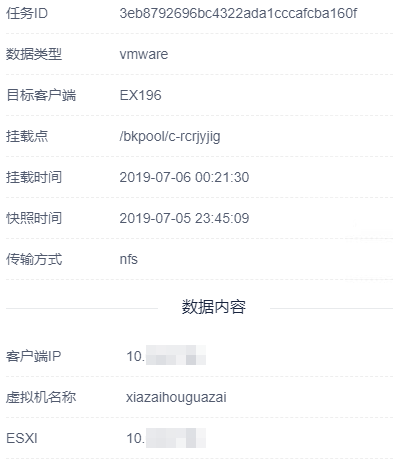 任务ID 3eb8792696bc4322ada1cccafcba160f
数据类型 vmware
目标客户端 EX196
挂载点 /bkpool/c-rcrjyjig
挂载时间 2019-07-06 00:21:30
快照时间 2019-07-05 23:45:09
传输方式 nfs
数据内容
客户端IP 10.
虚拟机名称 xiazaihouguazai
ESXI 10.